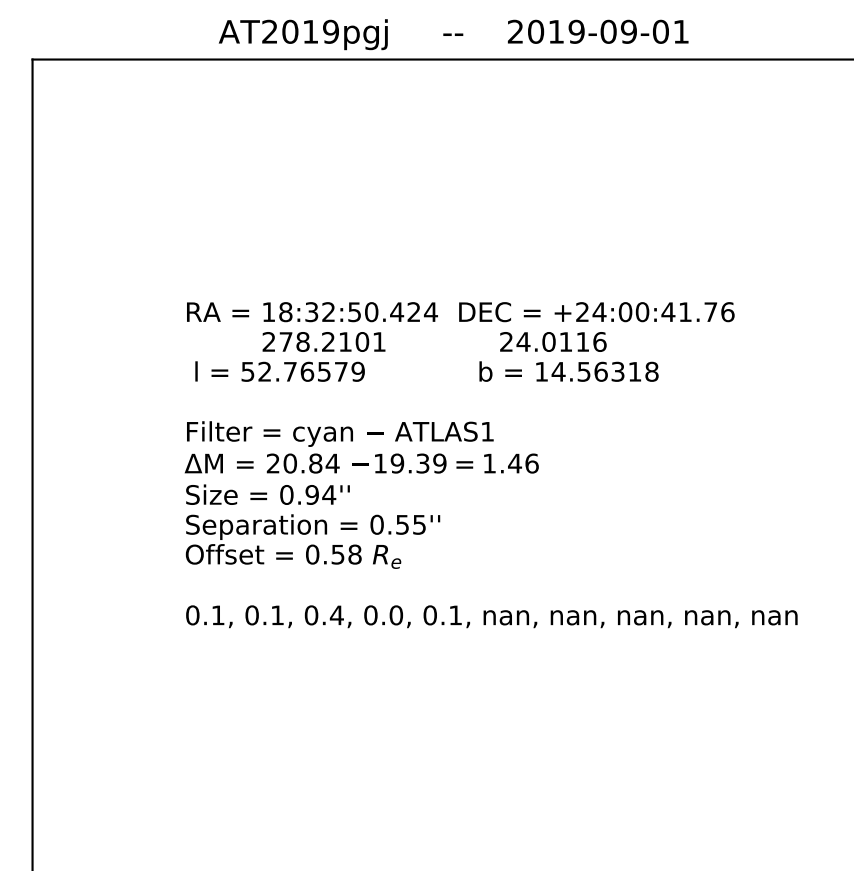 AT2019pgj -- 2019-09-01
RA = 18:32:50.424 DEC = +24:00:41.76
278.2101 24.0116
l = 52.76579 b = 14.56318
Filter = cyan − ATLAS1
ΔM = 20.84 −19.39 = 1.46
Size = 0.94''
Separation = 0.55''
Offset = 0.58 Rₑ
0.1, 0.1, 0.4, 0.0, 0.1, nan, nan, nan, nan, nan